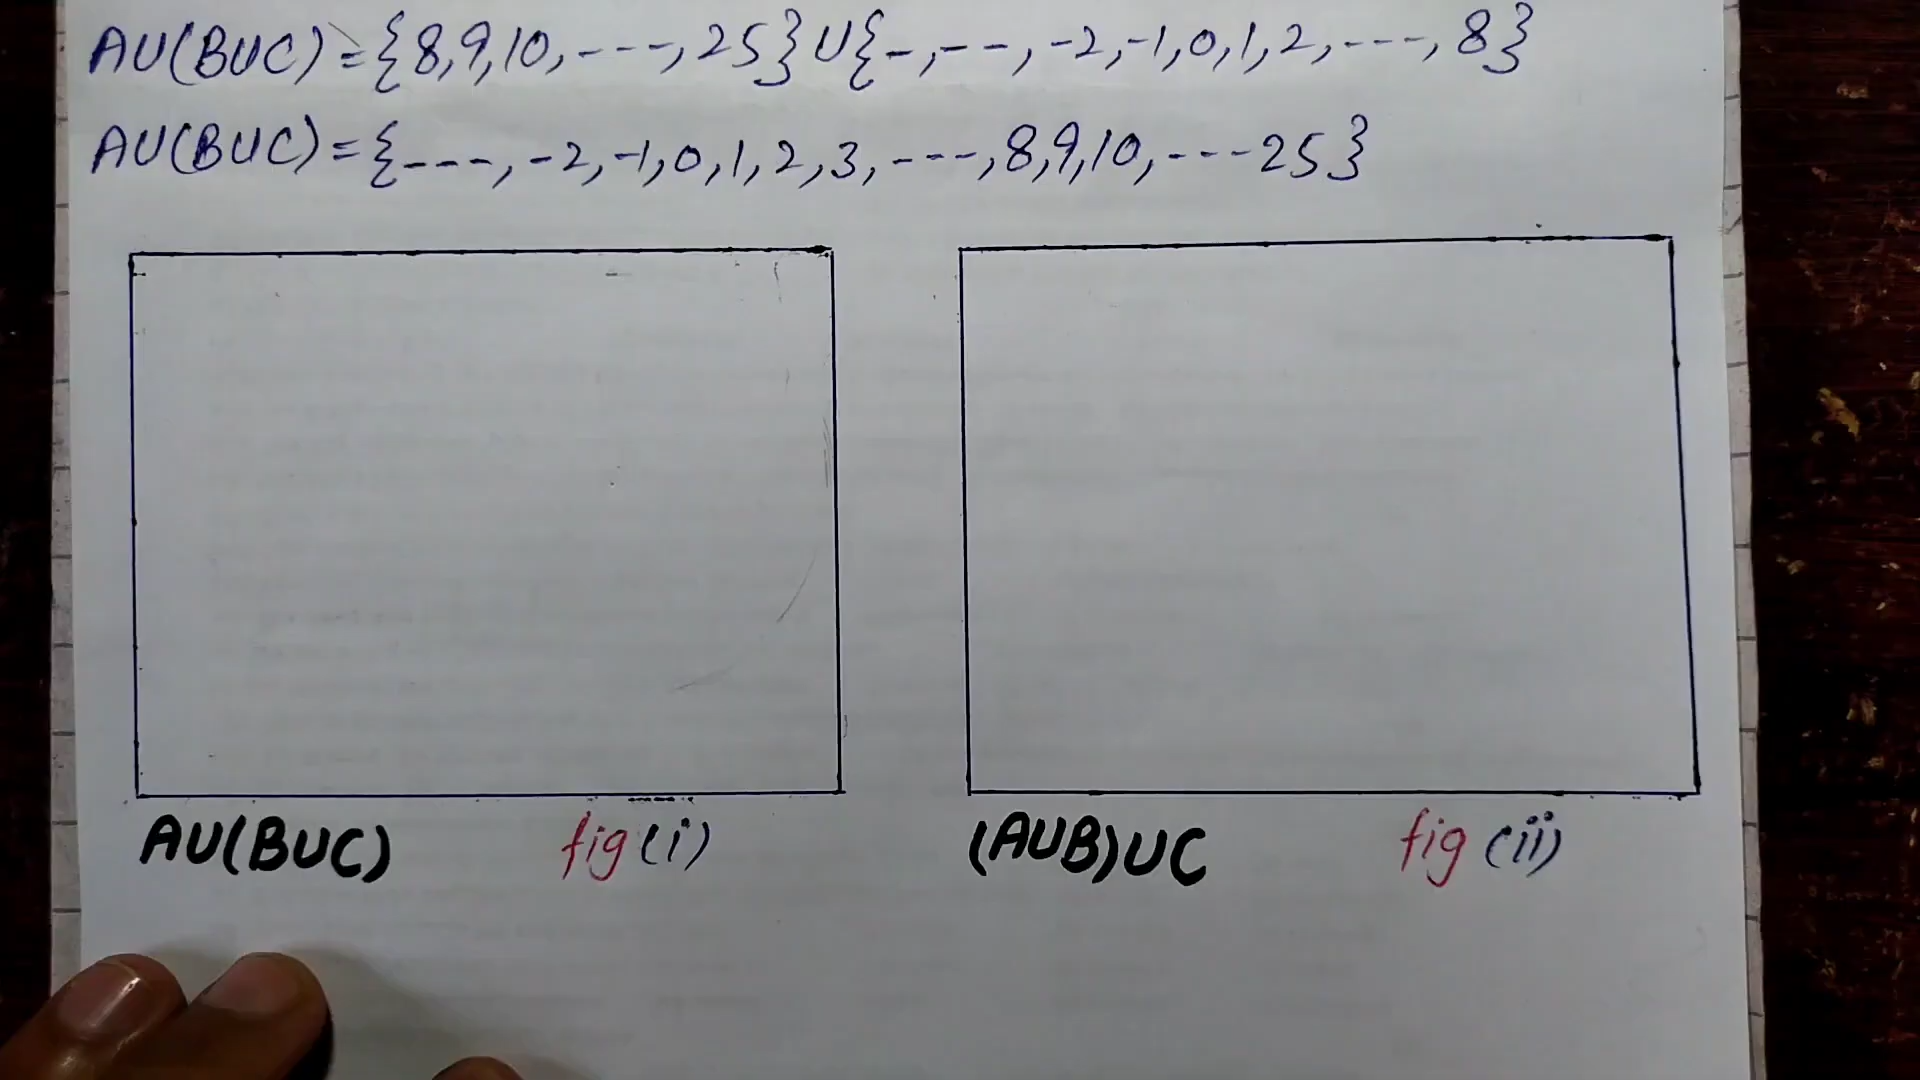 AU(BUC)={8,9,10,----,25}U{-,--,-2,-1,0,1,2,---,8}
AU(BUC)={---,-2,-1,0,1,2,3,---,8,9,10,---25}
AU(BUC) fig(i) (AUB)UC fig (ii)